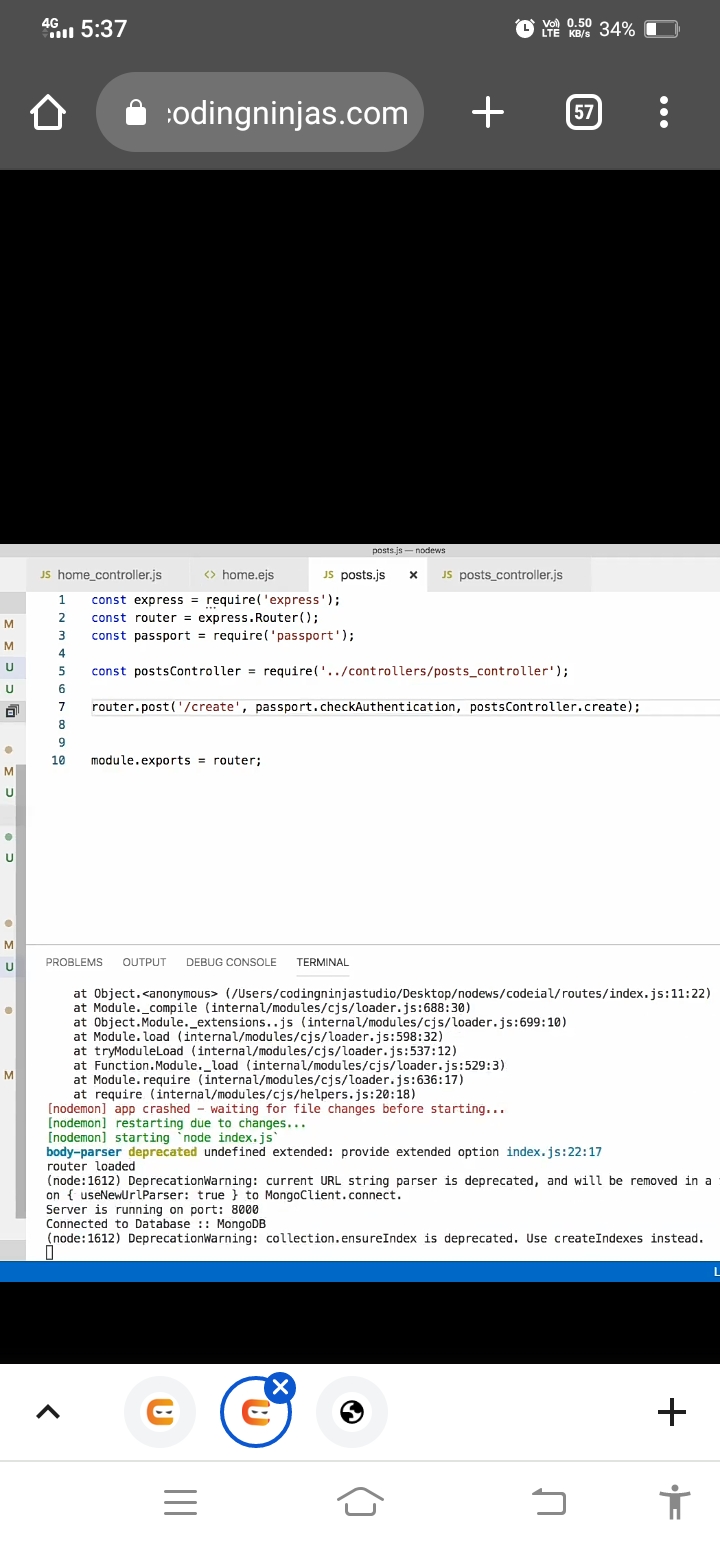 4G 5:37 Vo) LTE 0.50 KB/s 34%
codingninjas.com 57
posts.js — nodews
JS home_controller.js <> home.ejs JS posts.js × JS posts_controller.js
1 const express = require('express');
2 const router = express.Router();
3 const passport = require('passport');
4
5 const postsController = require('../controllers/posts_controller');
6
7 router.post('/create', passport.checkAuthentication, postsController.create);
8
9
10 module.exports = router;
M
M
U
U
M
U
U
M
U
M
PROBLEMS OUTPUT DEBUG CONSOLE TERMINAL
at Object.<anonymous> (/Users/codingninjastudio/Desktop/nodews/codeial/routes/index.js:11:22)
at Module._compile (internal/modules/cjs/loader.js:688:30)
at Object.Module._extensions..js (internal/modules/cjs/loader.js:699:10)
at Module.load (internal/modules/cjs/loader.js:598:32)
at tryModuleLoad (internal/modules/cjs/loader.js:537:12)
at Function.Module._load (internal/modules/cjs/loader.js:529:3)
at Module.require (internal/modules/cjs/loader.js:636:17)
at require (internal/modules/cjs/helpers.js:20:18)
[nodemon] app crashed - waiting for file changes before starting...
[nodemon] restarting due to changes...
[nodemon] starting `node index.js`
body-parser deprecated undefined extended: provide extended option index.js:22:17
router loaded
(node:1612) DeprecationWarning: current URL string parser is deprecated, and will be removed in a
on { useNewUrlParser: true } to MongoClient.connect.
Server is running on port: 8000
Connected to Database :: MongoDB
(node:1612) DeprecationWarning: collection.ensureIndex is deprecated. Use createIndexes instead.